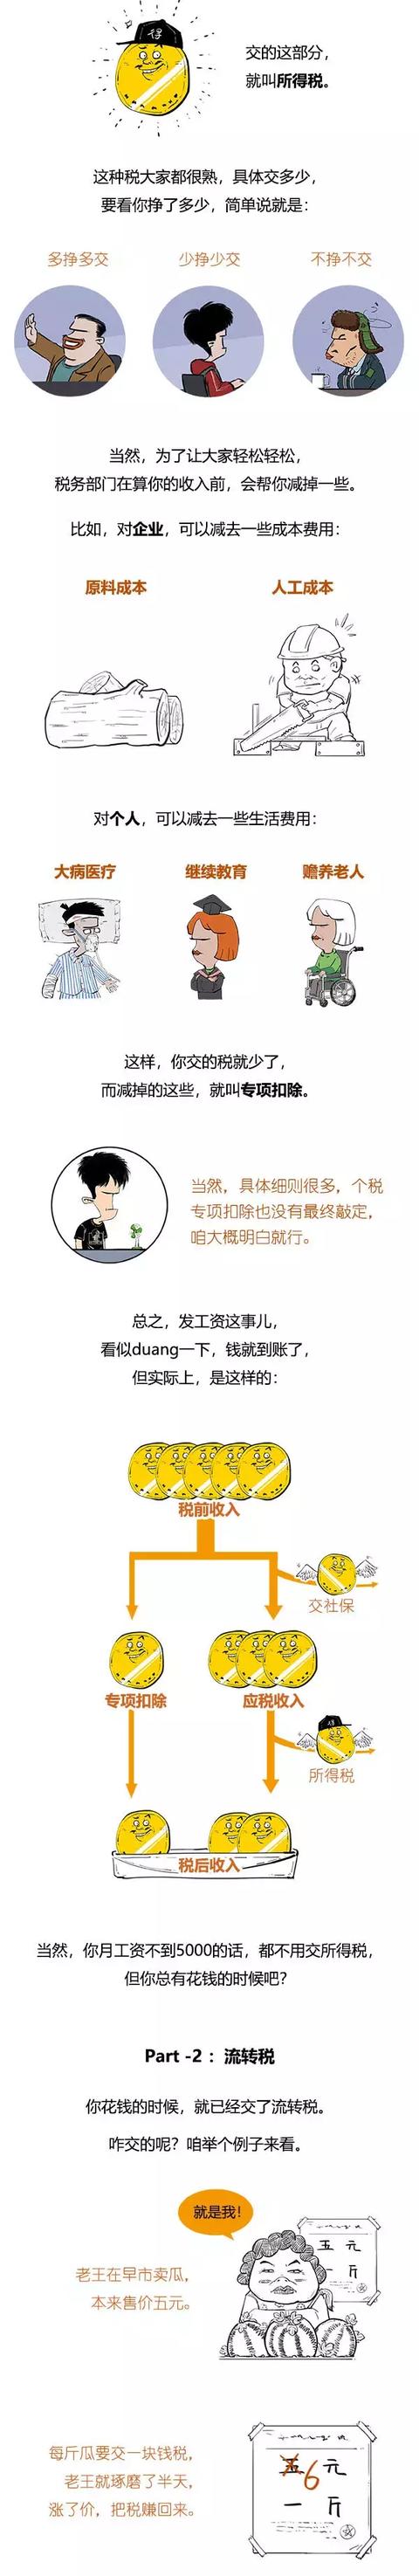 得
交的这部分，
就叫所得税。
这种税大家都很熟，具体交多少，
要看你挣了多少，简单说就是：
多挣多交
少挣少交
不挣不交
当然，为了让大家轻松轻松，
税务部门在算你的收入前，会帮你减掉一些。
比如，对企业，可以减去一些成本费用：
原料成本
人工成本
对个人，可以减去一些生活费用：
大病医疗
继续教育
赡养老人
这样，你交的税就少了，
而减掉的这些，就叫专项扣除。
当然，具体细则很多，个税
专项扣除也没有最终敲定，
咱大概明白就行。
总之，发工资这事儿，
看似duang一下，钱就到账了，
但实际上，是这样的：
税前收入
交社保
专项扣除
应税收入
得
所得税
税后收入
当然，你月工资不到5000的话，都不用交所得税，
但你总有花钱的时候吧？
Part -2 ：流转税
你花钱的时候，就已经交了流转税。
咋交的呢？咱举个例子来看。
就是我！
五 元
一 斤
老王在早市卖瓜，
本来售价五元。
每斤瓜要交一块钱税，
老王就琢磨了半天，
涨了价，把税赚回来。
五 6 元
一 斤